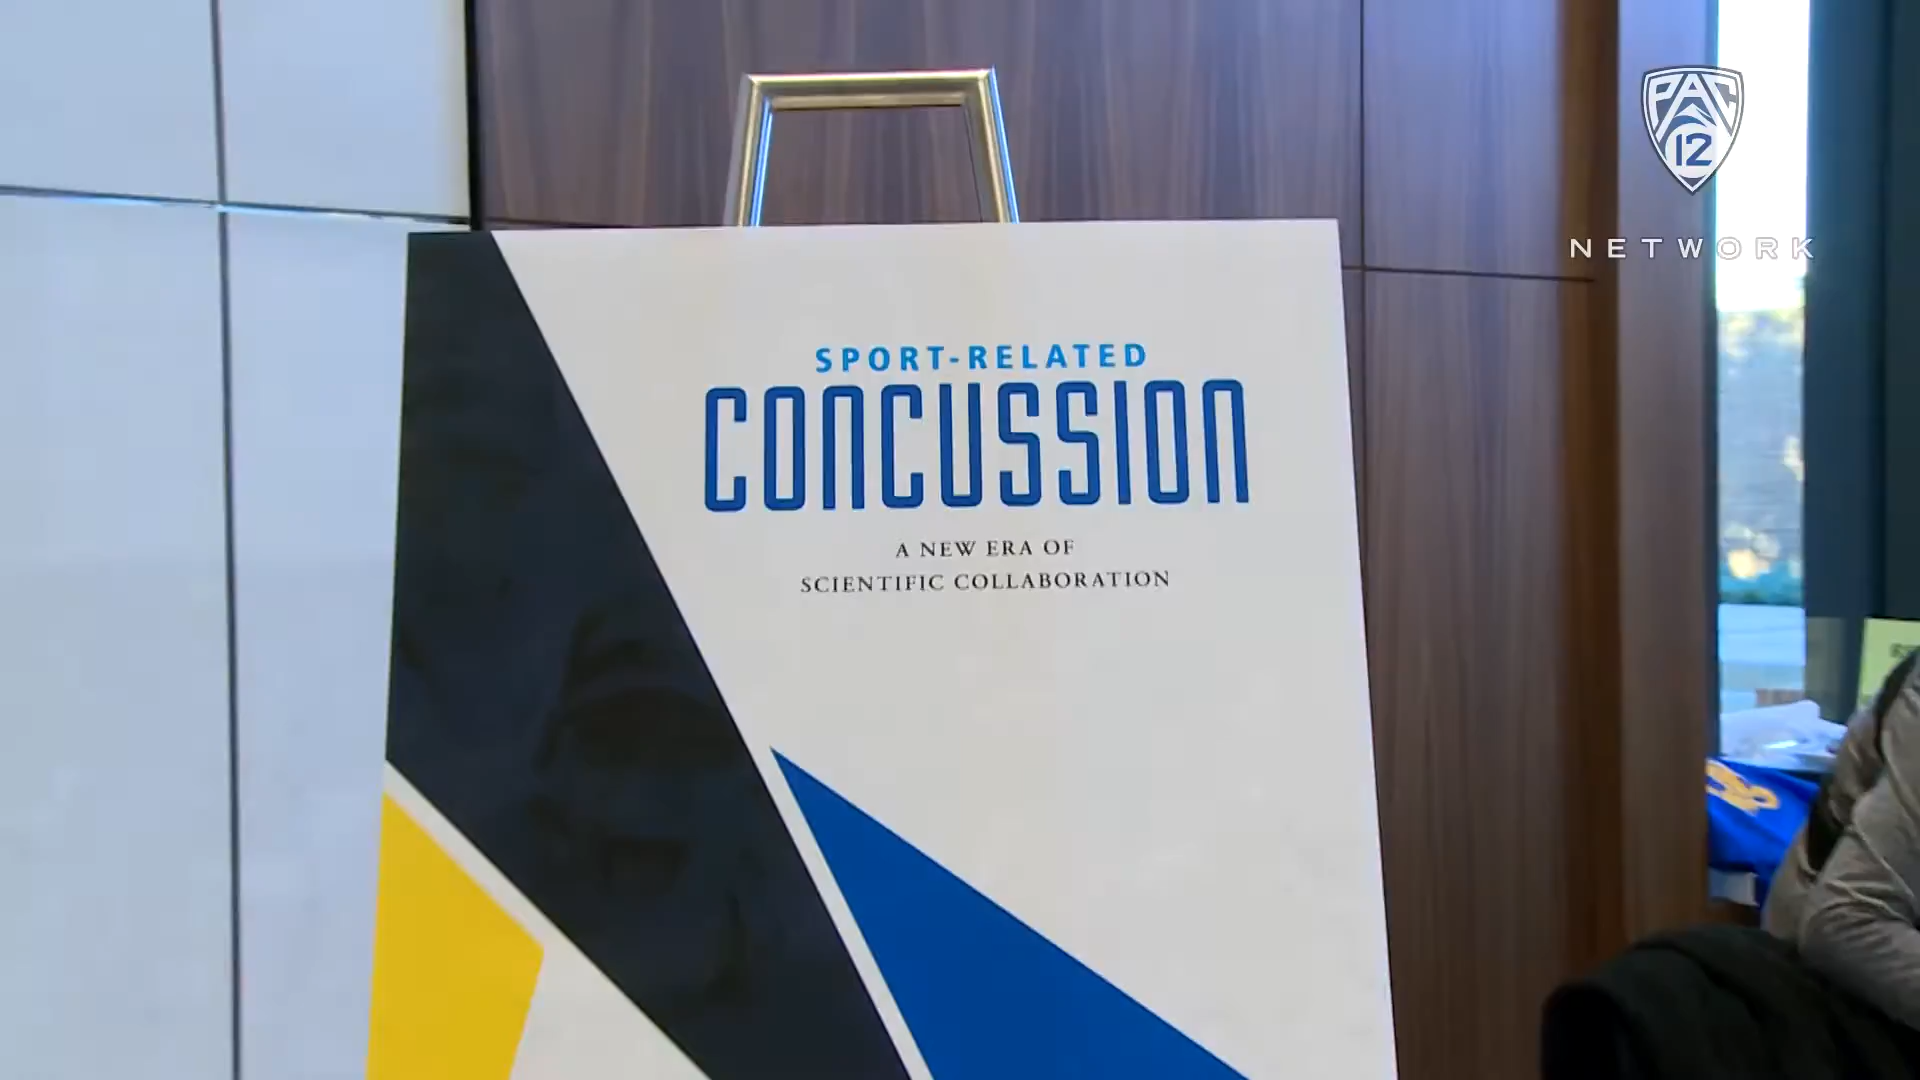 PAC
12
NETWORK
SPORT-RELATED
CONCUSSION
A NEW ERA OF
SCIENTIFIC COLLABORATION